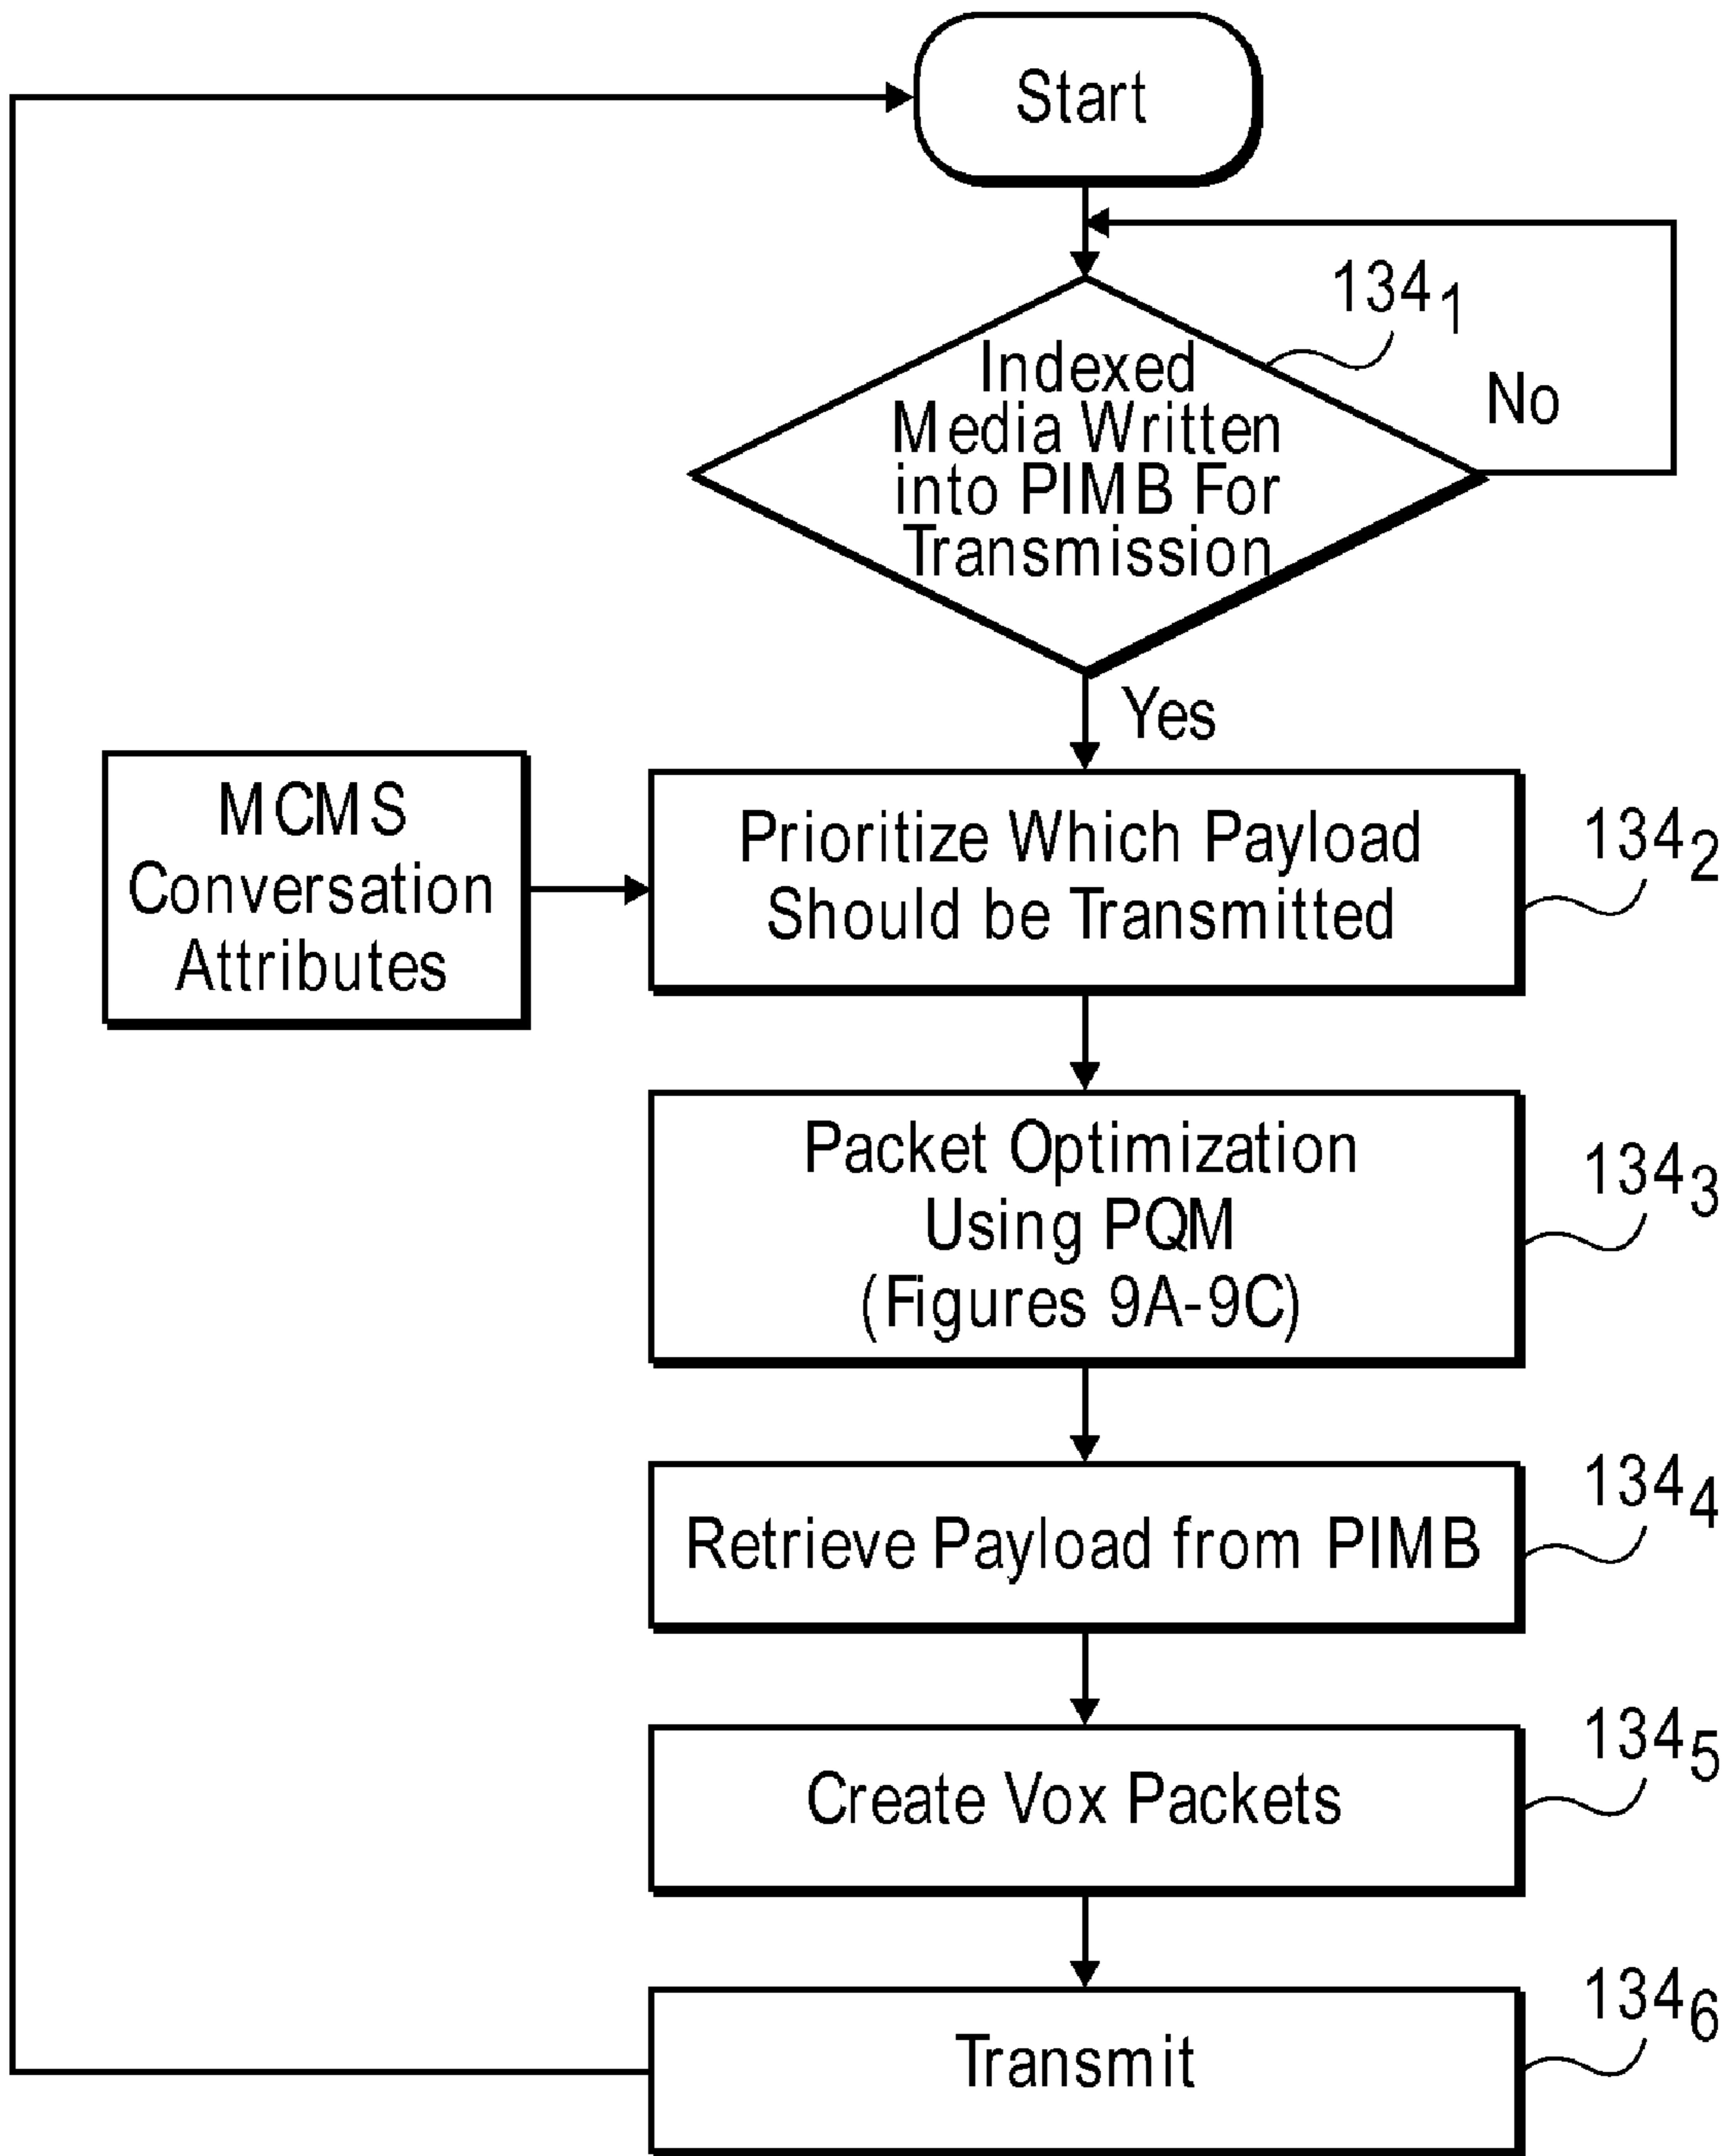 Start
134₁
Indexed
Media Written
into PIMB For
Transmission
No
Yes
MCMS
Conversation
Attributes
Prioritize Which Payload
Should be Transmitted
134₂
Packet Optimization
Using PQM
(Figures 9A-9C)
134₃
Retrieve Payload from PIMB
134₄
Create Vox Packets
134₅
Transmit
134₆